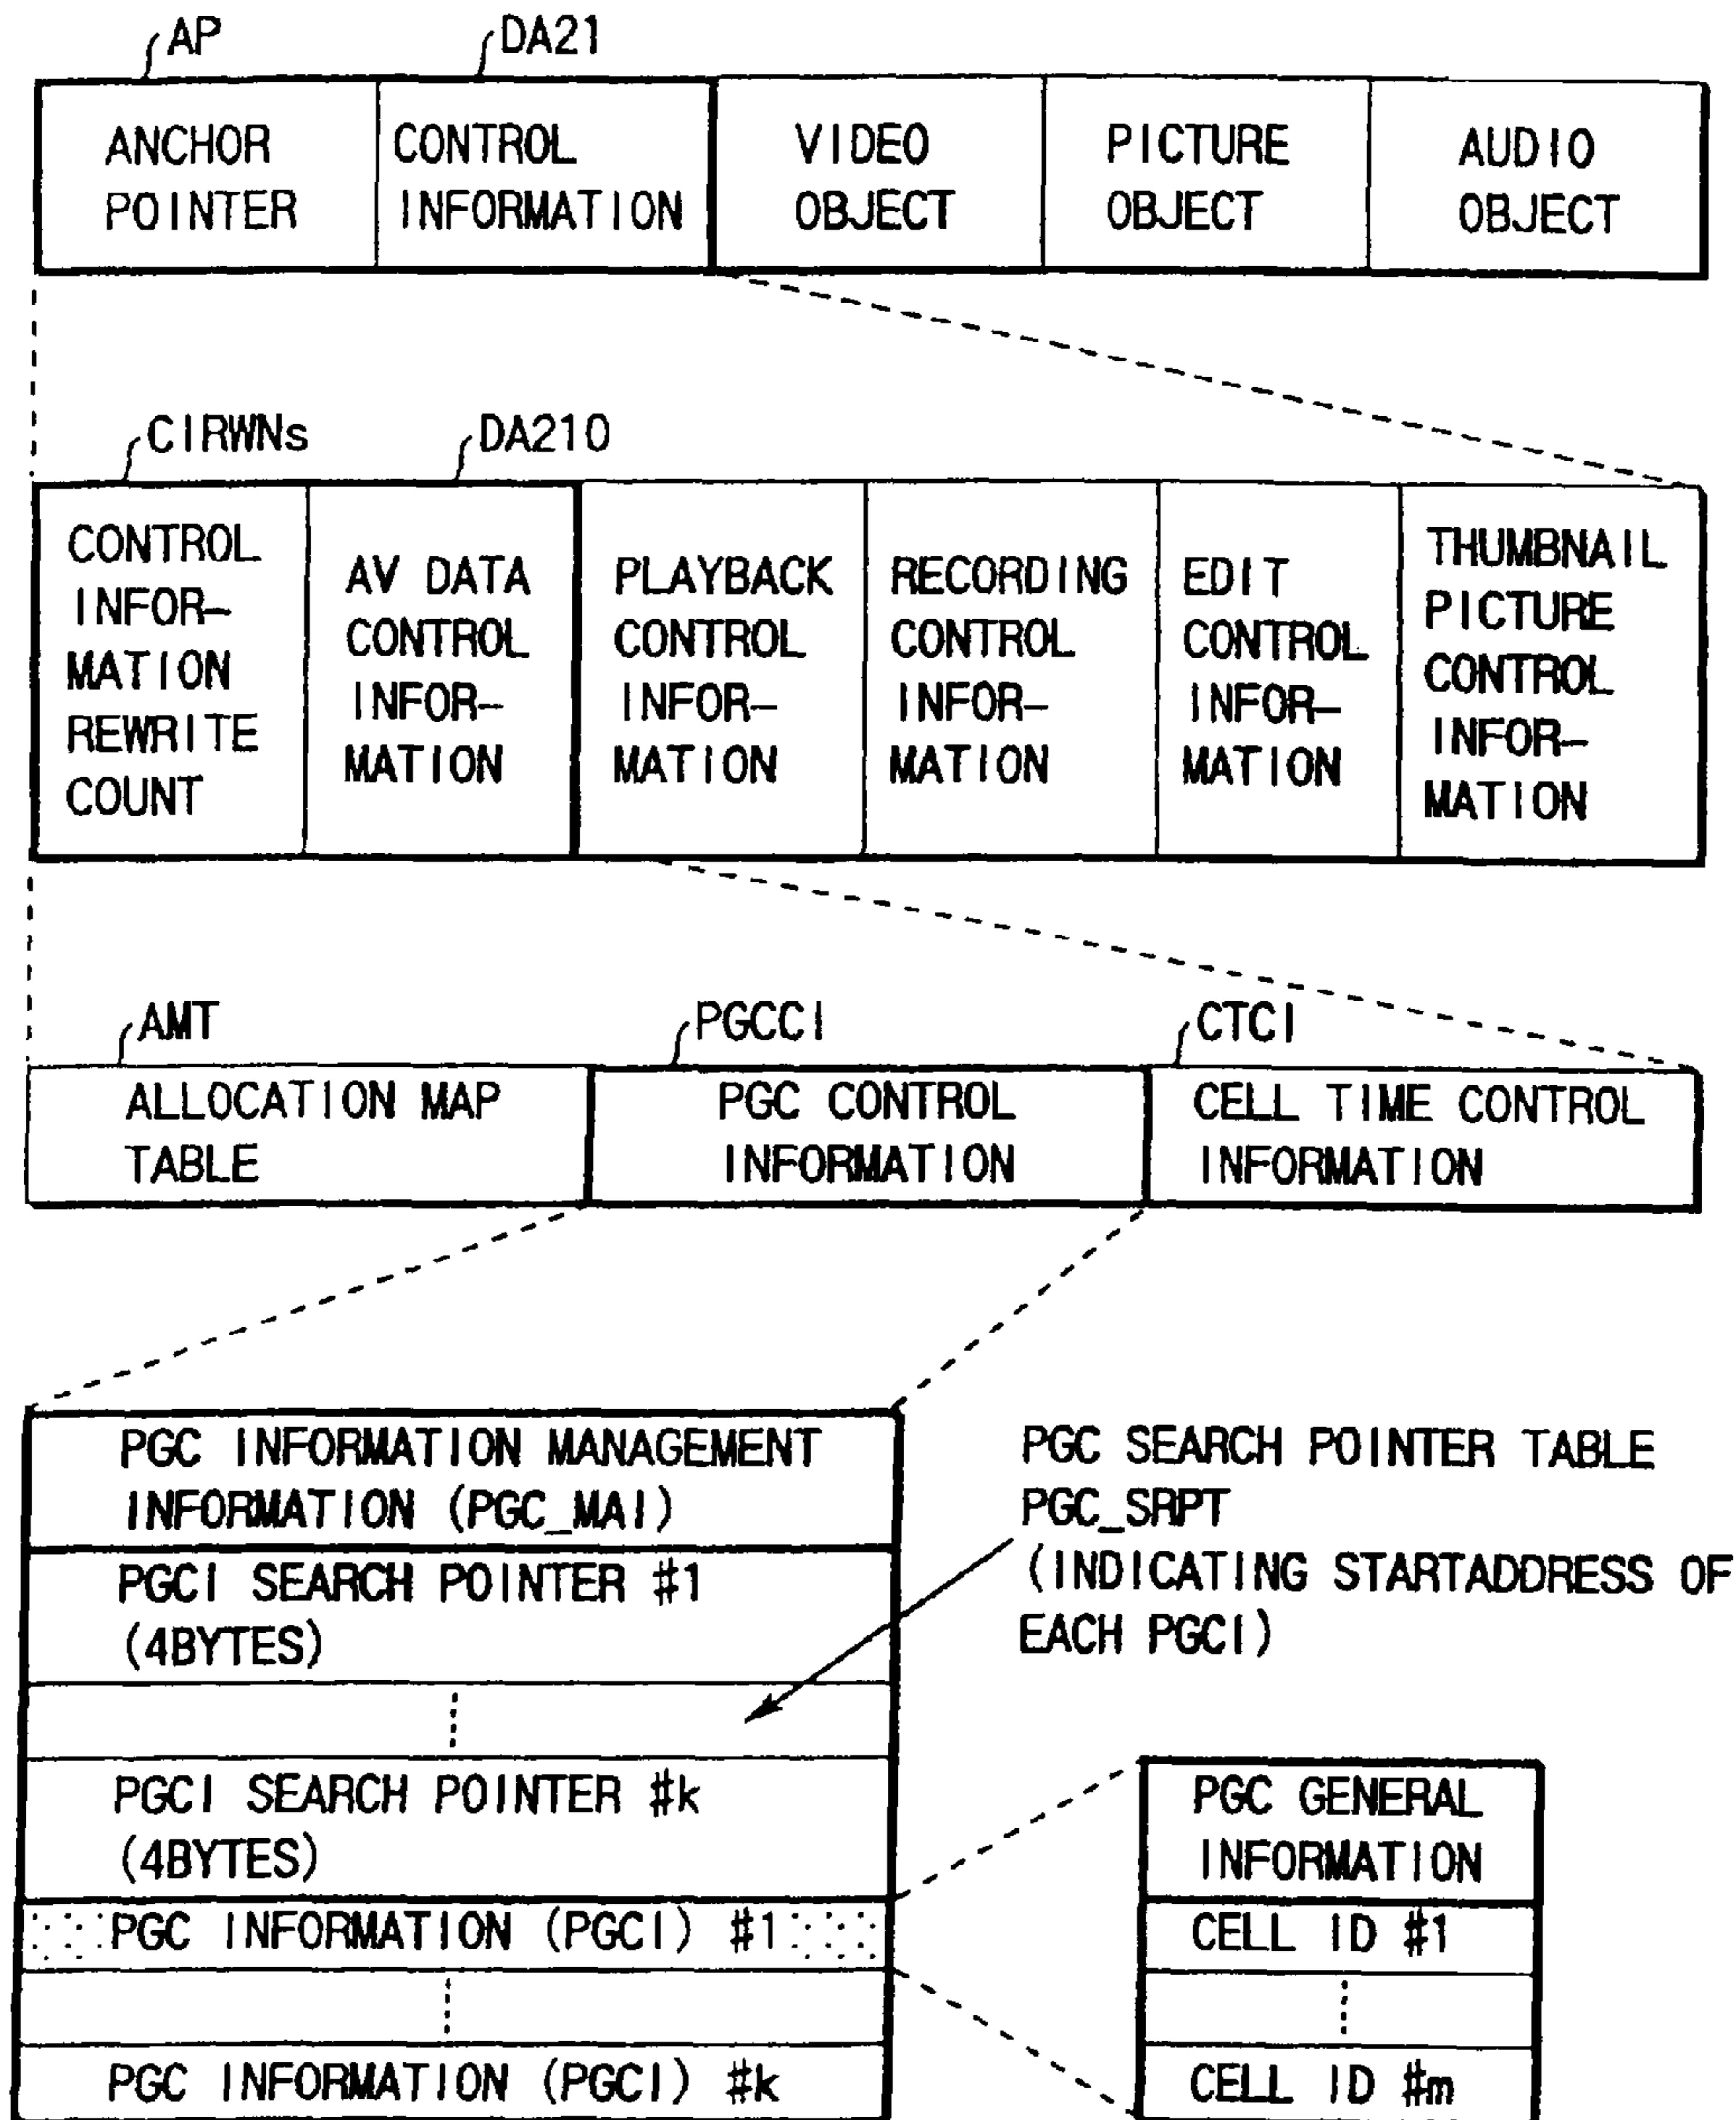 AP
DA21
ANCHOR
POINTER
CONTROL
INFORMATION
VIDEO
OBJECT
PICTURE
OBJECT
AUDIO
OBJECT
CIRWNs
DA210
CONTROL
INFOR-
MATION
REWRITE
COUNT
AV DATA
CONTROL
INFOR-
MATION
PLAYBACK
CONTROL
INFOR-
MATION
RECORDING
CONTROL
INFOR-
MATION
EDIT
CONTROL
INFOR-
MATION
THUMBNAIL
PICTURE
CONTROL
INFOR-
MATION
AMT
PGCCI
CTCI
ALLOCATION MAP
TABLE
PGC CONTROL
INFORMATION
CELL TIME CONTROL
INFORMATION
PGC INFORMATION MANAGEMENT
INFORMATION (PGC_MAI)
PGCI SEARCH POINTER #1
(4BYTES)
PGCI SEARCH POINTER #k
(4BYTES)
PGC INFORMATION (PGCI) #1
PGC INFORMATION (PGCI) #k
PGC SEARCH POINTER TABLE
PGC_SRPT
(INDICATING STARTADDRESS OF
EACH PGCI)
PGC GENERAL
INFORMATION
CELL ID #1
CELL ID #m